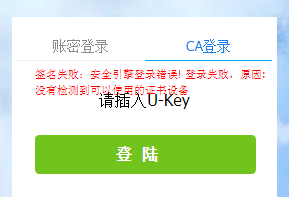 账密登录 CA登录
签名失败：安全引擎登录错误! 登录失败，原因:
没有检测到可以使用的证书设备
请插入U-Key
登 陆